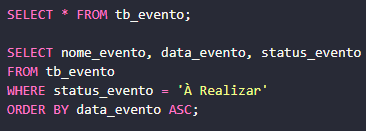 SELECT * FROM tb_evento;
SELECT nome_evento, data_evento, status_evento
FROM tb_evento
WHERE status_evento = 'À Realizar'
ORDER BY data_evento ASC;